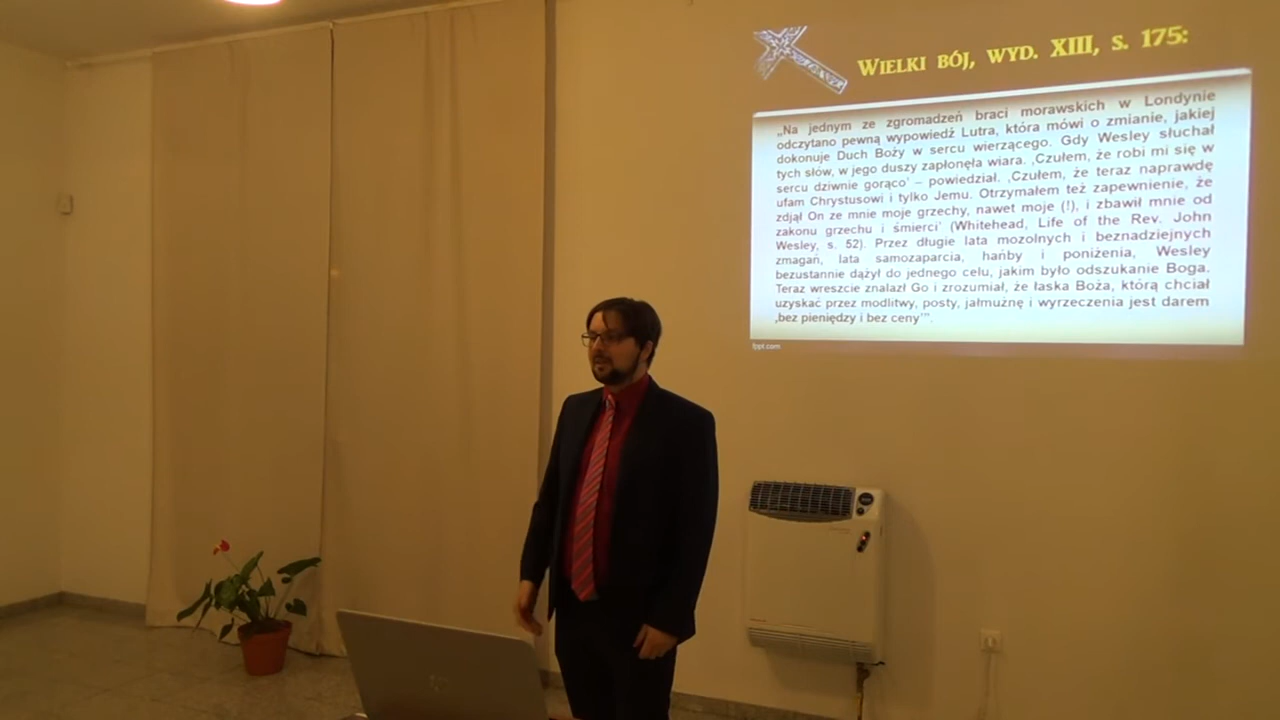 Wielki bój, wyd. XIII, s. 175:
„Na jednym ze zgromadzeń braci morawskich w Londynie
odczytano pewną wypowiedź Lutra, która mówi o zmianie, jakiej
dokonuje Duch Boży w sercu wierzącego. Gdy Wesley słuchał
tych słów, w jego duszy zapłonęła wiara. ‚Czułem, że robi mi się w
sercu dziwnie gorąco’ – powiedział. ‚Czułem, że teraz naprawdę
ufam Chrystusowi i tylko Jemu. Otrzymałem też zapewnienie, że
zdjął On ze mnie moje grzechy, nawet moje (!), i zbawił mnie od
zakonu grzechu i śmierci’ (Whitehead, Life of the Rev. John
Wesley, s. 52). Przez długie lata mozolnych i beznadziejnych
zmagań, lata samozaparcia, hańby i poniżenia, Wesley
bezustannie dążył do jednego celu, jakim było odszukanie Boga.
Teraz wreszcie znalazł Go i zrozumiał, że łaska Boża, którą chciał
uzyskać przez modlitwy, posty, jałmużnę i wyrzeczenia jest darem
‚bez pieniędzy i bez ceny’”.
fppt.com